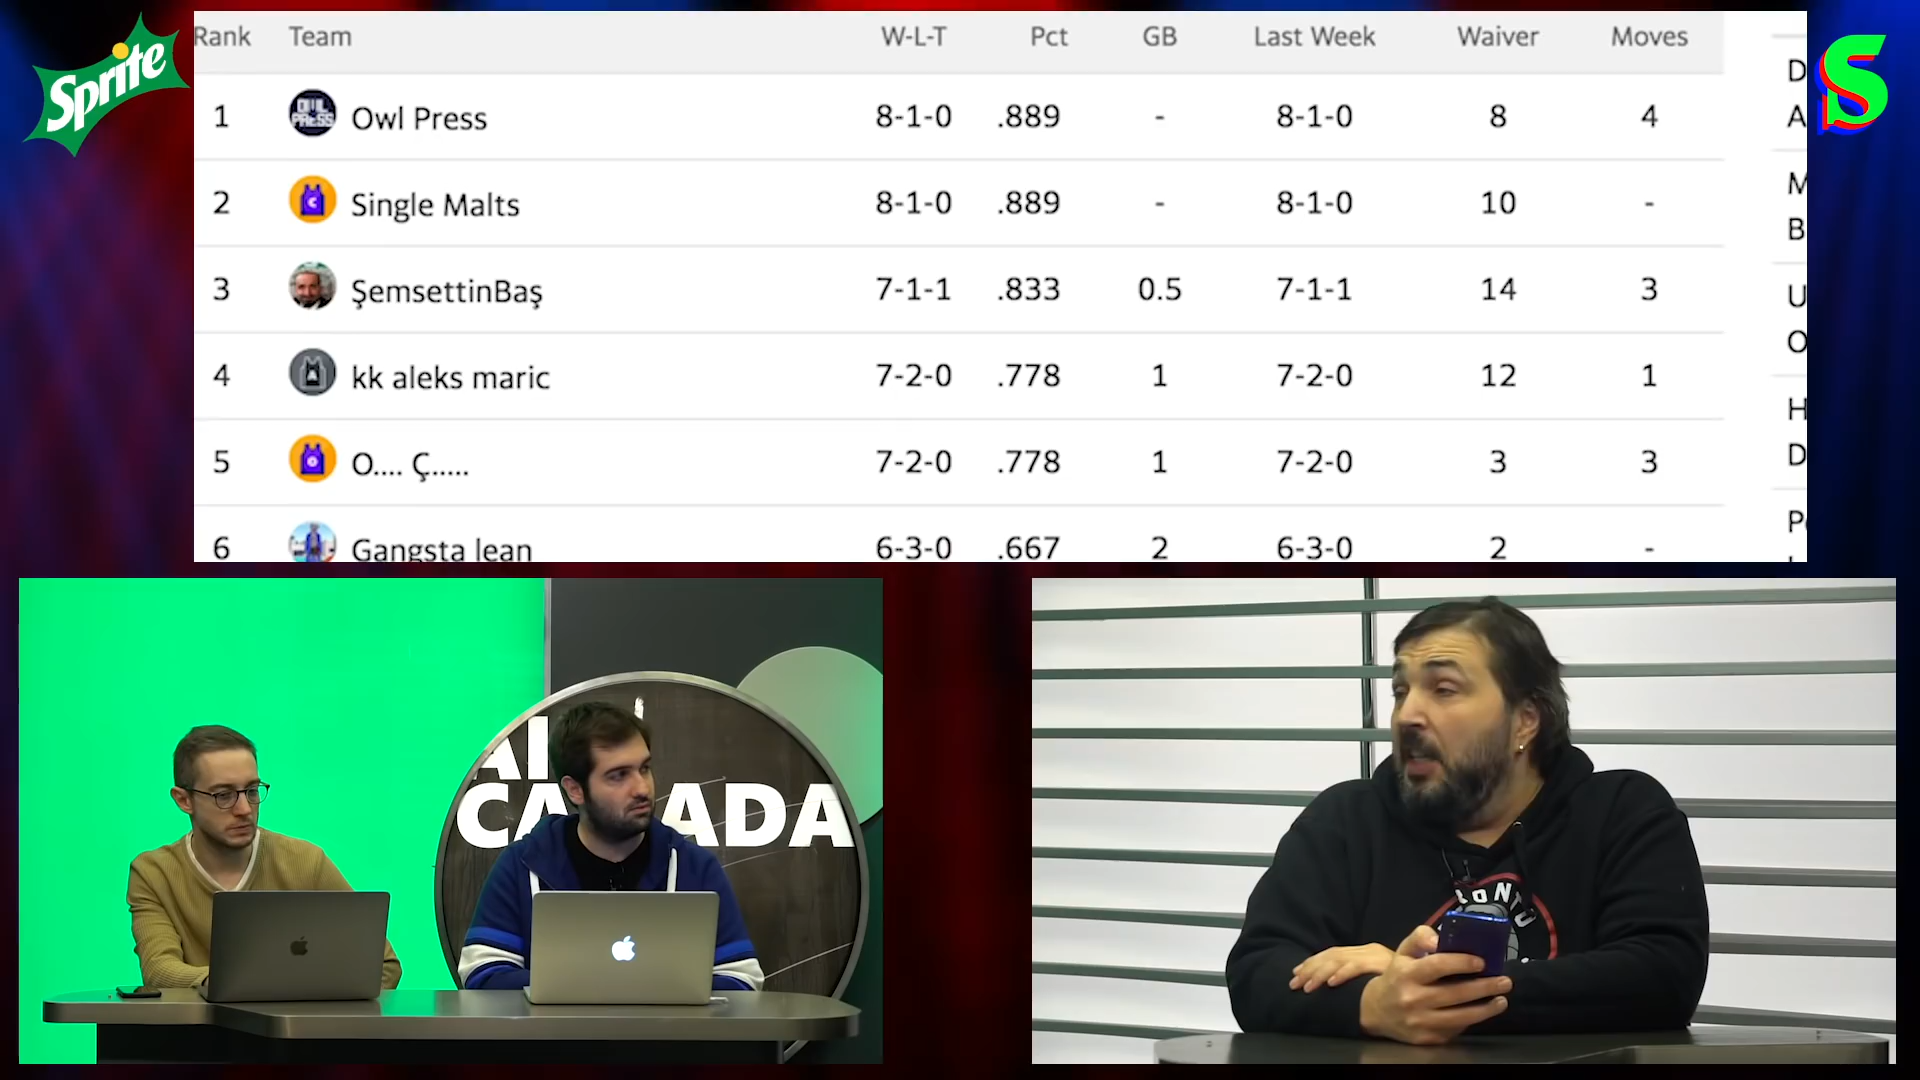 Sprite
Rank Team W-L-T Pct GB Last Week Waiver Moves
1 OWL PRESS Owl Press 8-1-0 .889 - 8-1-0 8 4
2 Single Malts 8-1-0 .889 - 8-1-0 10 -
3 ŞemsettinBaş 7-1-1 .833 0.5 7-1-1 14 3
4 kk aleks maric 7-2-0 .778 1 7-2-0 12 1
5 O.... Ç..... 7-2-0 .778 1 7-2-0 3 3
6 Gangsta lean 6-3-0 .667 2 6-3-0 2 -
D
A
M
B
U
O
H
D
P
S